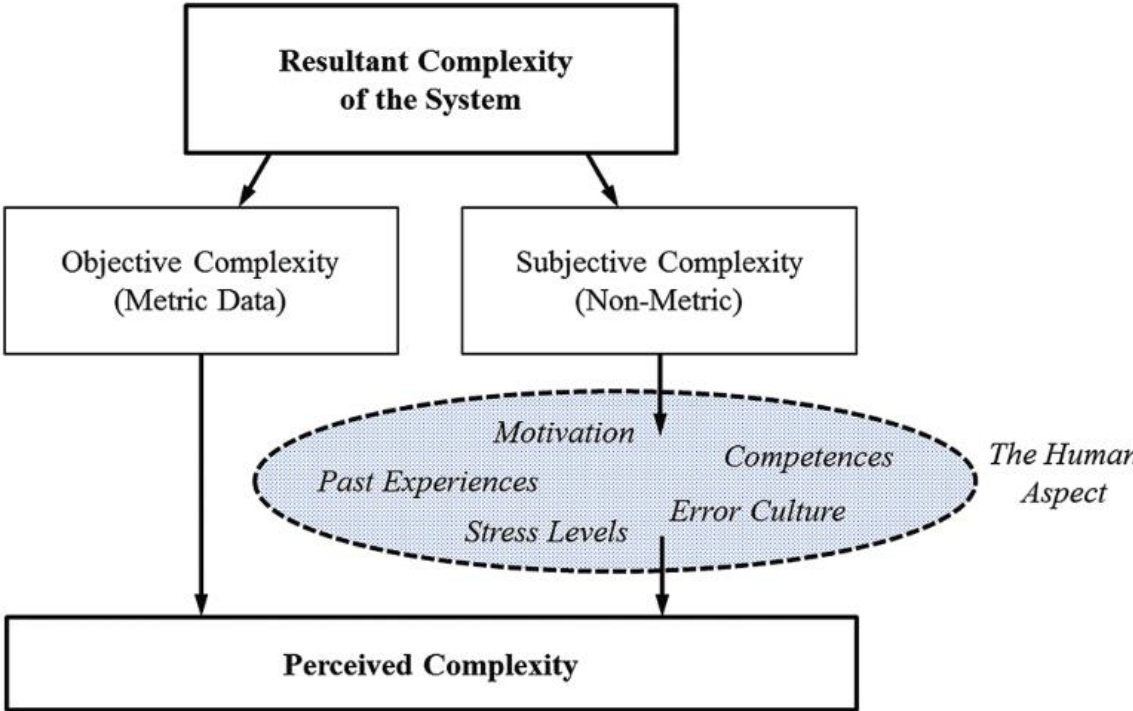 Resultant Complexity
of the System
Objective Complexity
(Metric Data)
Subjective Complexity
(Non-Metric)
Motivation
Competences
Past Experiences
Error Culture
Stress Levels
The Human
Aspect
Perceived Complexity